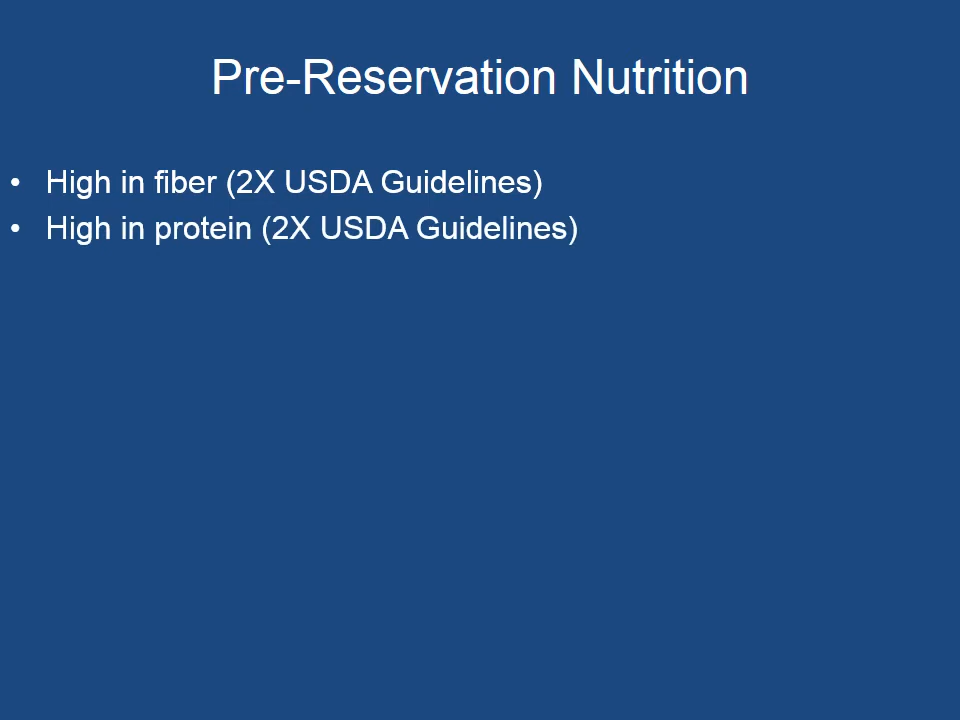 Pre-Reservation Nutrition
• High in fiber (2X USDA Guidelines)
• High in protein (2X USDA Guidelines)